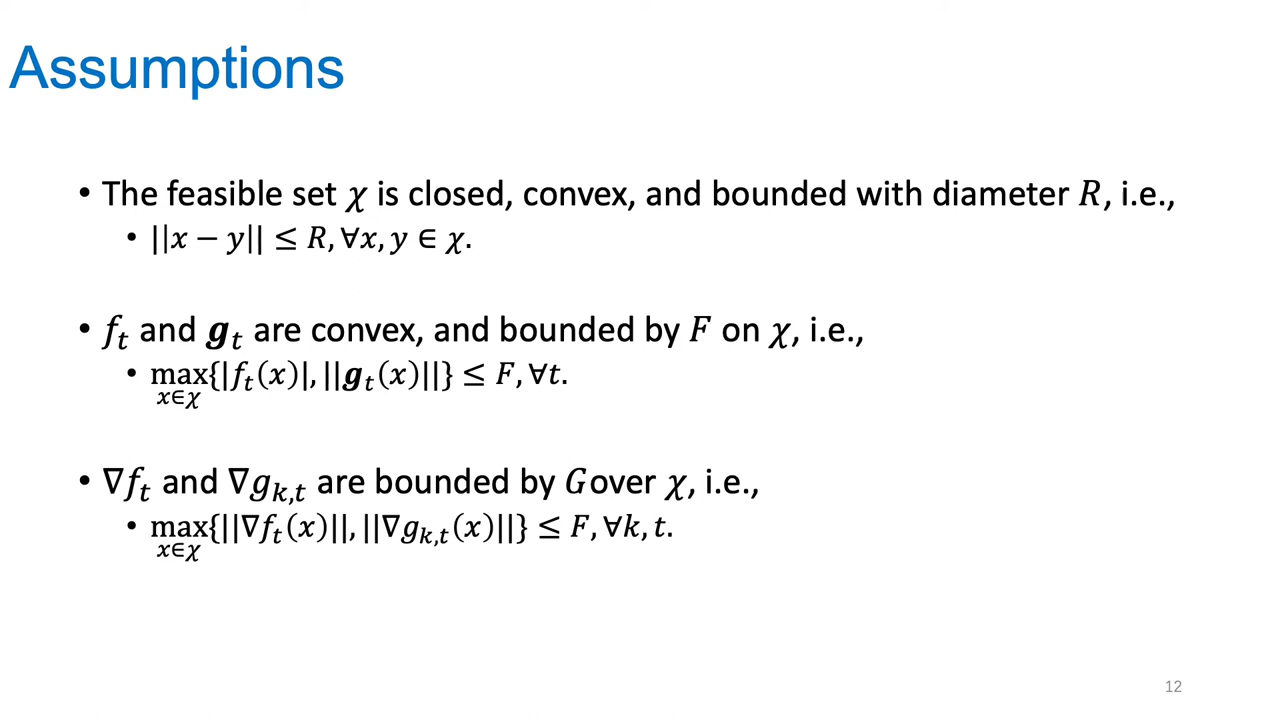 Assumptions
• The feasible set χ is closed, convex, and bounded with diameter R, i.e.,
• ||x − y|| ≤ R, ∀x, y ∈ χ.
• f_t and g_t are convex, and bounded by F on χ, i.e.,
• max_{x∈χ}{|f_t(x)|, ||g_t(x)||} ≤ F, ∀t.
• ∇f_t and ∇g_{k,t} are bounded by Gover χ, i.e.,
• max_{x∈χ}{||∇f_t(x)||, ||∇g_{k,t}(x)||} ≤ F, ∀k, t.
12